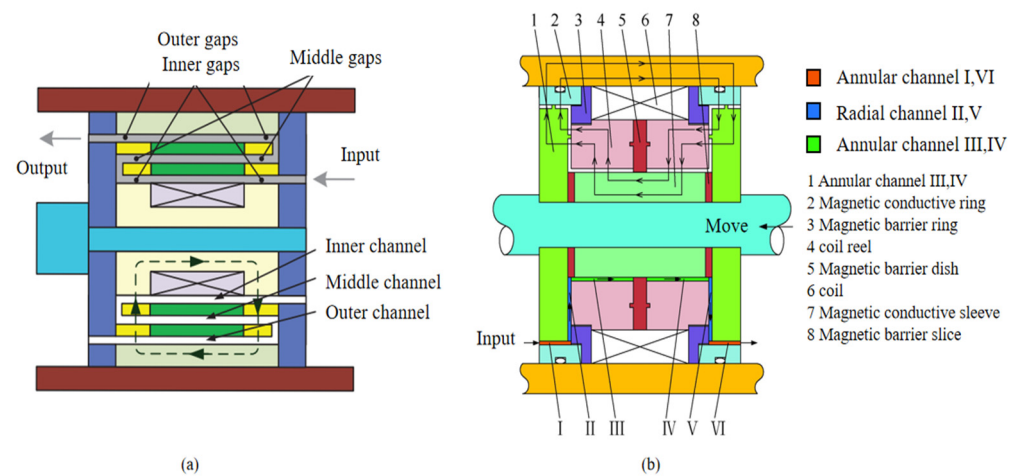 Outer gaps
Inner gaps
Middle gaps
Output
Input
Inner channel
Middle channel
Outer channel
(a)
1 2 3 4 5 6 7 8
Move
Input
I II III IV V VI
(b)
Annular channel I,VI
Radial channel II,V
Annular channel III,IV
1 Annular channel III,IV
2 Magnetic conductive ring
3 Magnetic barrier ring
4 coil reel
5 Magnetic barrier dish
6 coil
7 Magnetic conductive sleeve
8 Magnetic barrier slice